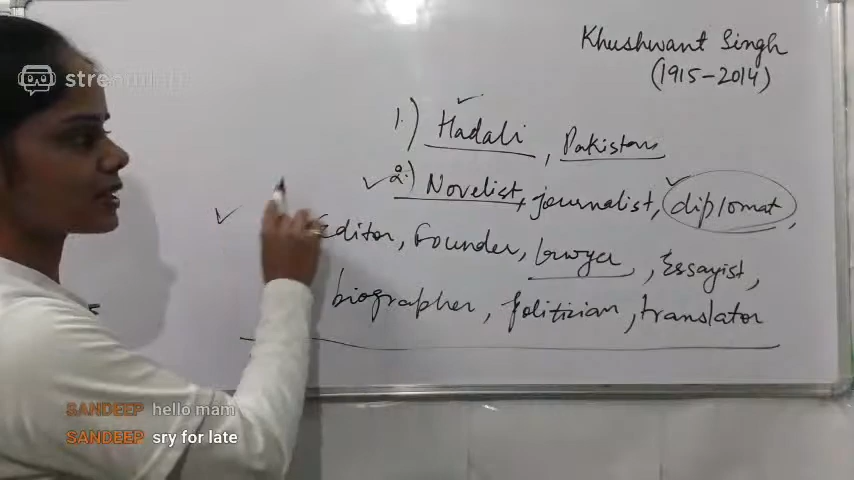 Khushwant Singh
(1915-2014)
1.) Hadali, Pakistan
2.) Novelist, journalist, diplomat,
Editor, Founder, lawyer, Essayist,
biographer, politician, translator
SANDEEP hello mam
SANDEEP sry for late